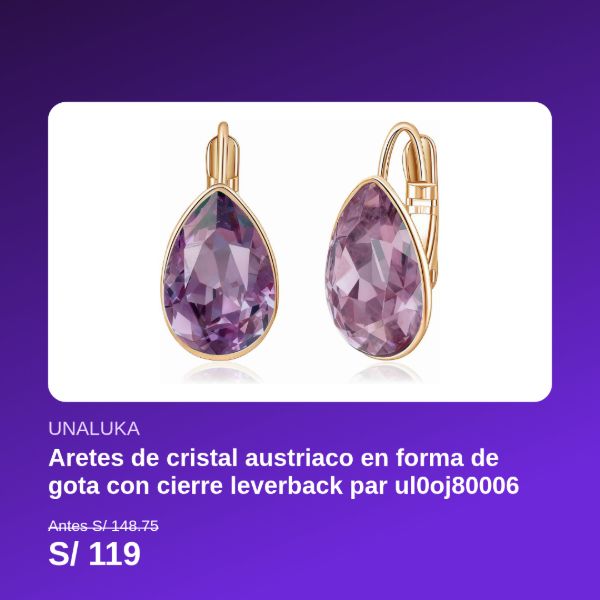 UNALUKA
Aretes de cristal austriaco en forma de
gota con cierre leverback par ul0oj80006
Antes S/ 148.75
S/ 119